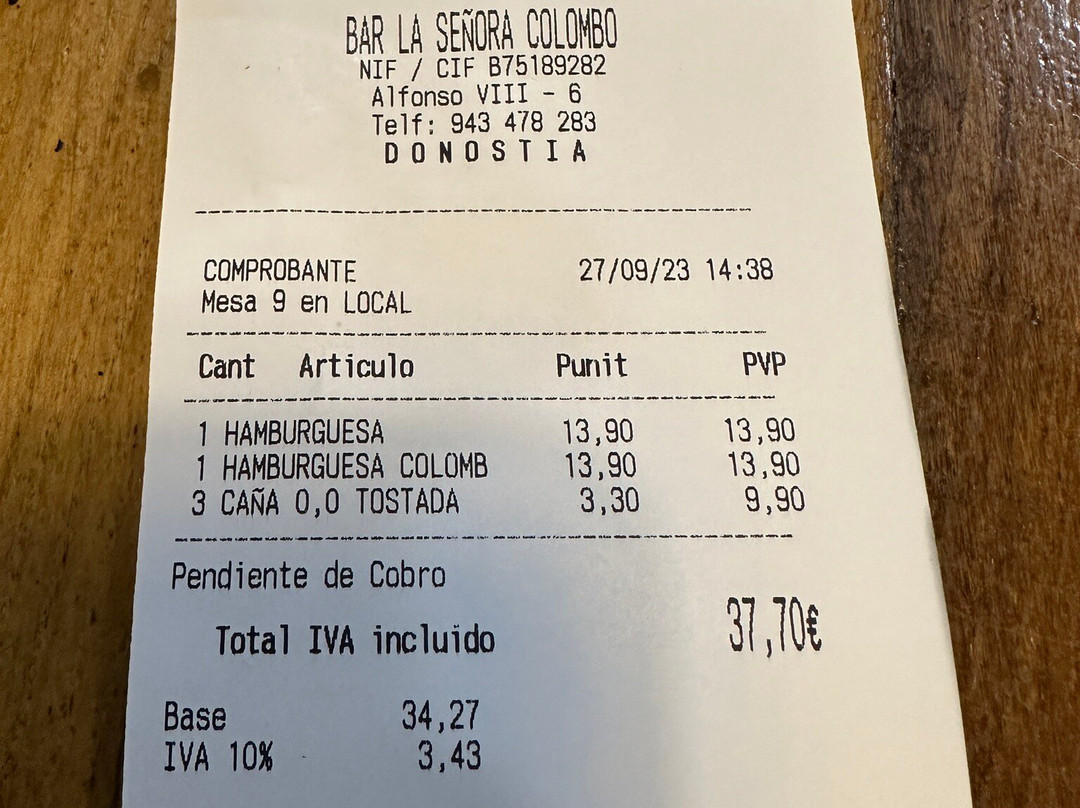 BAR LA SEÑORA COLOMBO
NIF / CIF B75189282
Alfonso VIII - 6
Telf: 943 478 283
DONOSTIA
COMPROBANTE 27/09/23 14:38
Mesa 9 en LOCAL
Cant Articulo Punit PVP
1 HAMBURGUESA 13,90 13,90
1 HAMBURGUESA COLOMB 13,90 13,90
3 CAÑA 0,0 TOSTADA 3,30 9,90
Pendiente de Cobro
Total IVA incluido 37,70€
Base 34,27
IVA 10% 3,43